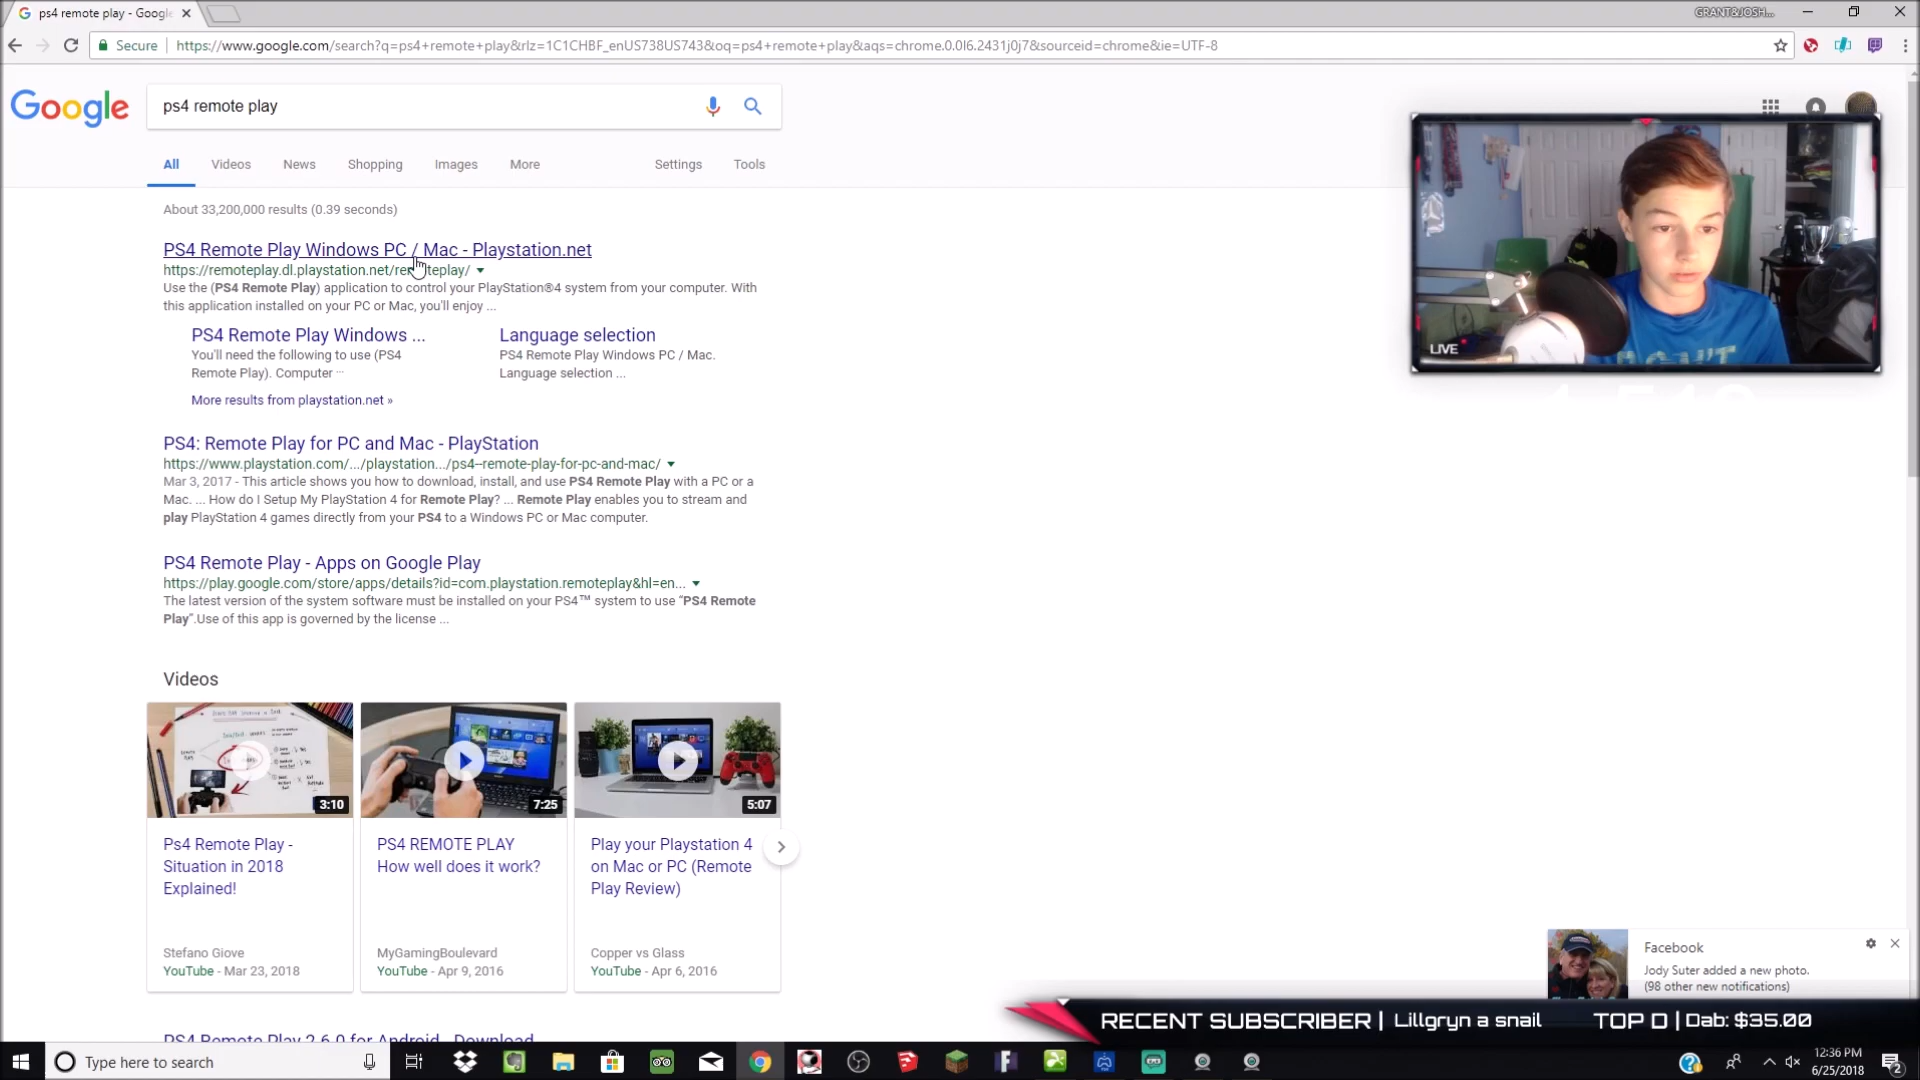 ps4 remote play - Google
GRANT&JOSH...
Secure
https://www.google.com/search?q=ps4+remote+play&rlz=1C1CHBF_enUS738US743&oq=ps4+remote+play&aqs=chrome.0.0l6.2431j0j7&sourceid=chrome&ie=UTF-8
Google
ps4 remote play
All
Videos
News
Shopping
Images
More
Settings
Tools
About 33,200,000 results (0.39 seconds)
PS4 Remote Play Windows PC / Mac - Playstation.net
https://remoteplay.dl.playstation.net/remoteplay/
Use the (PS4 Remote Play) application to control your PlayStation®4 system from your computer. With
this application installed on your PC or Mac, you'll enjoy ...
PS4 Remote Play Windows ...
You'll need the following to use (PS4
Remote Play). Computer ...
Language selection
PS4 Remote Play Windows PC / Mac.
Language selection ...
More results from playstation.net »
PS4: Remote Play for PC and Mac - PlayStation
https://www.playstation.com/.../playstation.../ps4--remote-play-for-pc-and-mac/
Mar 3, 2017 - This article shows you how to download, install, and use PS4 Remote Play with a PC or a
Mac. ... How do I Setup My PlayStation 4 for Remote Play? ... Remote Play enables you to stream and
play PlayStation 4 games directly from your PS4 to a Windows PC or Mac computer.
PS4 Remote Play - Apps on Google Play
https://play.google.com/store/apps/details?id=com.playstation.remoteplay&hl=en...
The latest version of the system software must be installed on your PS4™ system to use “PS4 Remote
Play”.Use of this app is governed by the license ...
Videos
3:10
7:25
5:07
Ps4 Remote Play -
Situation in 2018
Explained!
Stefano Giove
YouTube - Mar 23, 2018
PS4 REMOTE PLAY
How well does it work?
MyGamingBoulevard
YouTube - Apr 9, 2016
Play your Playstation 4
on Mac or PC (Remote
Play Review)
Copper vs Glass
YouTube - Apr 6, 2016
PS4 Remote Play 2.6.0 for Android - Download
LIVE
Facebook
Jody Suter added a new photo.
(98 other new notifications)
RECENT SUBSCRIBER | Lillgryn a snail
TOP D | Dab: $35.00
Type here to search
12:36 PM
6/25/2018
2